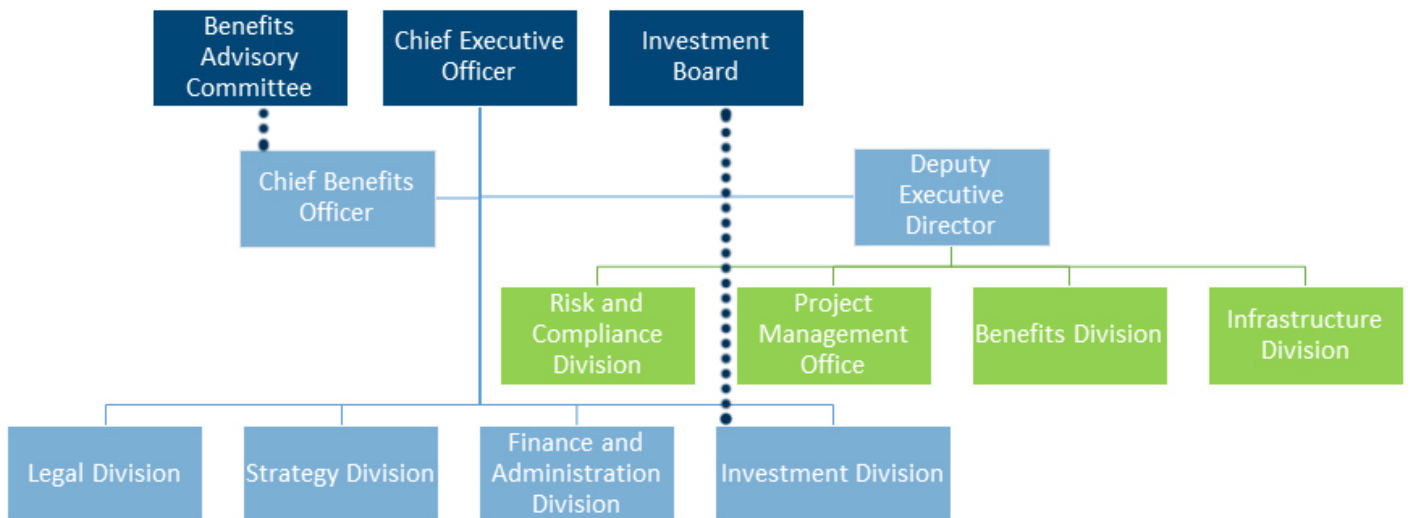 Benefits
Advisory
Committee
Chief Executive
Officer
Investment
Board
Chief Benefits
Officer
Deputy
Executive
Director
Risk and
Compliance
Division
Project
Management
Office
Benefits Division
Infrastructure
Division
Legal Division
Strategy Division
Finance and
Administration
Division
Investment Division